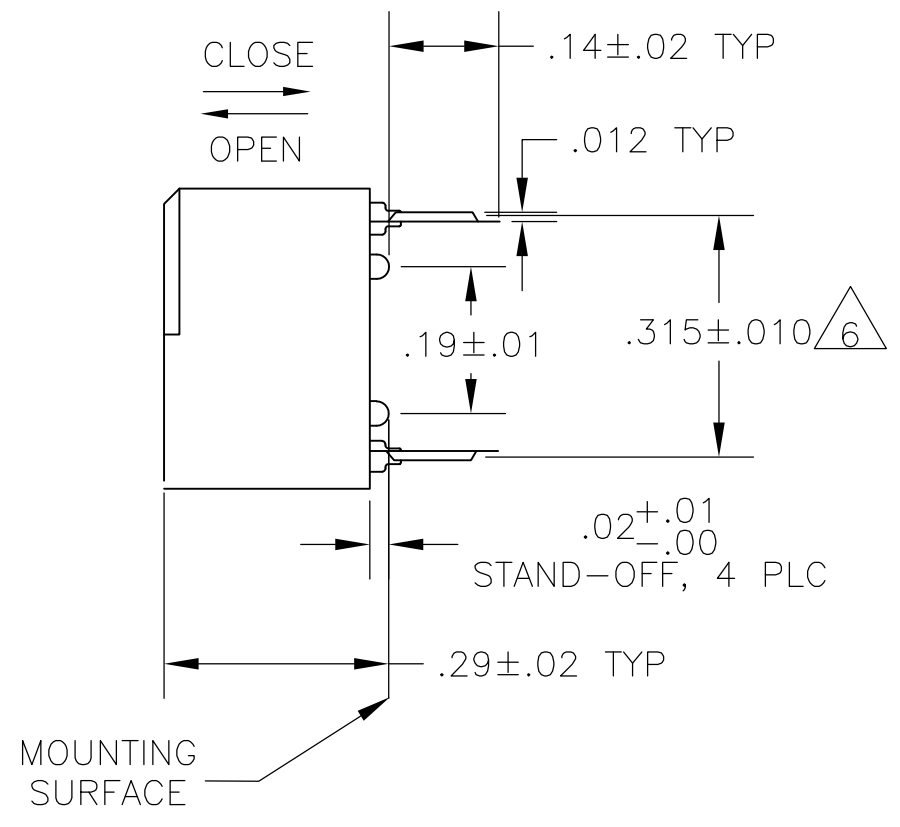 CLOSE
OPEN
.14±.02 TYP
.012 TYP
.315±.010 6
.19±.01
.02+.01
-.00
STAND-OFF, 4 PLC
.29±.02 TYP
MOUNTING
SURFACE